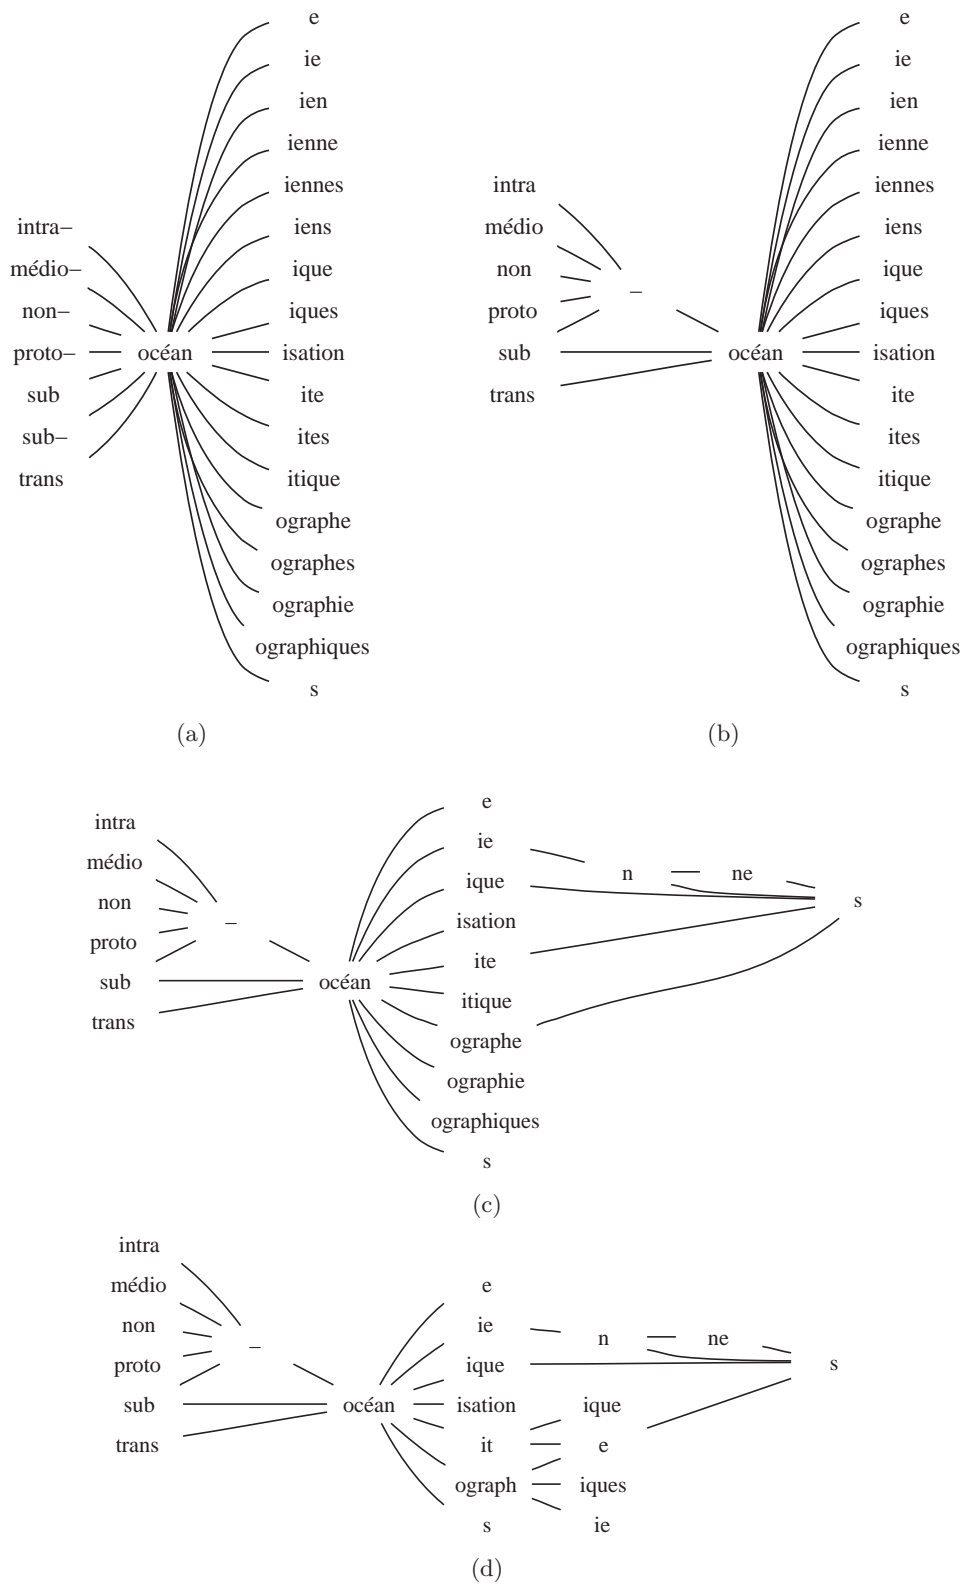 e
ie
ien
ienne
iennes
iens
ique
iques
isation
ite
ites
itique
ographe
ographes
ographie
ographiques
s
intra–
médio–
non–
proto–
sub
sub–
trans
océan
(a)
e
ie
ien
ienne
iennes
iens
ique
iques
isation
ite
ites
itique
ographe
ographes
ographie
ographiques
s
intra
médio
non
proto
sub
trans
–
océan
(b)
intra
médio
non
proto
sub
trans
–
océan
e
ie
ique
isation
ite
itique
ographe
ographie
ographiques
s
n
ne
s
(c)
intra
médio
non
proto
sub
trans
–
océan
e
ie
ique
isation
it
ograph
s
n
ne
s
ique
e
iques
ie
(d)